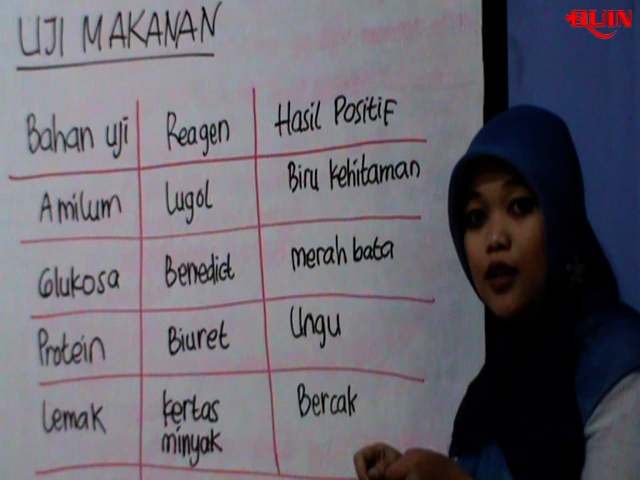 UJI MAKANAN
Bahan uji Reagen Hasil Positif
Amilum Lugol Biru kehitaman
Glukosa Benedict merah bata
Protein Biuret Ungu
Lemak kertas minyak Bercak